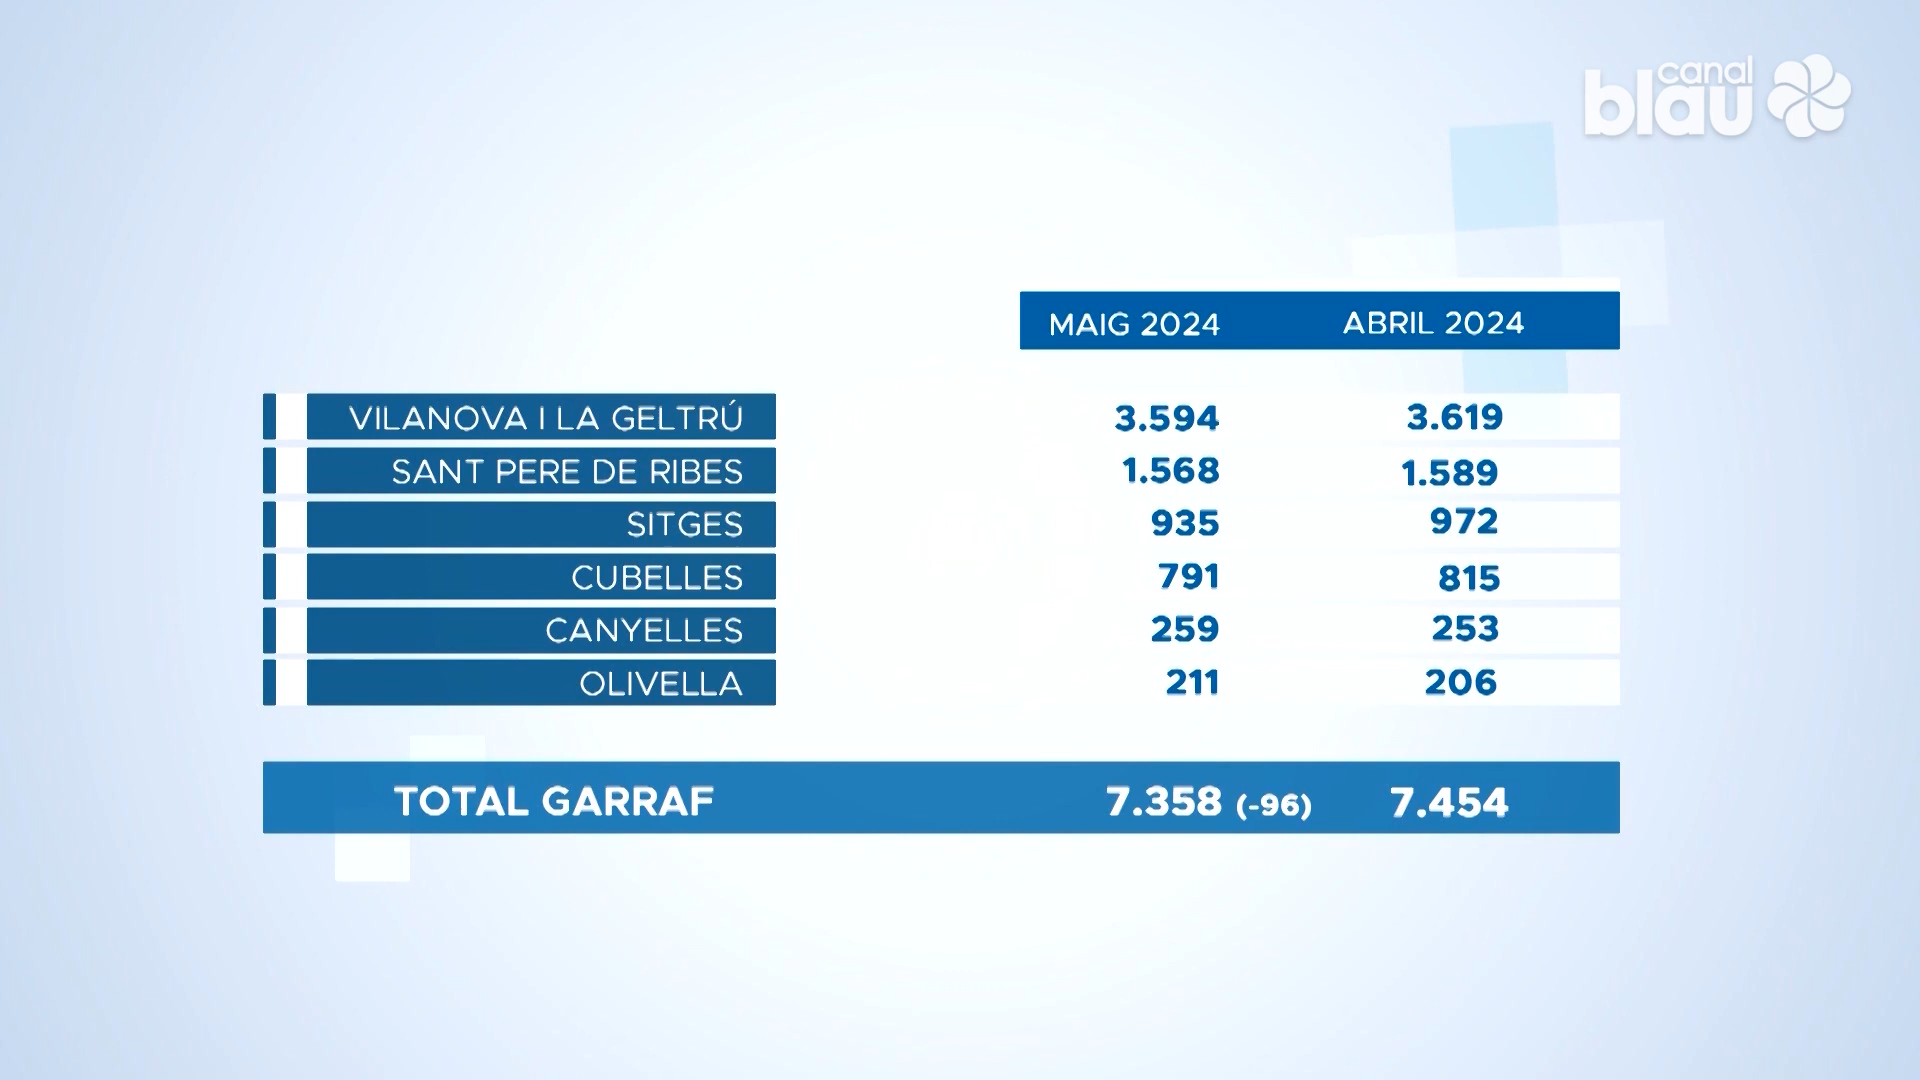 canal
blau
MAIG 2024 ABRIL 2024
VILANOVA I LA GELTRÚ 3.594 3.619
SANT PERE DE RIBES 1.568 1.589
SITGES 935 972
CUBELLES 791 815
CANYELLES 259 253
OLIVELLA 211 206
TOTAL GARRAF 7.358 (-96) 7.454